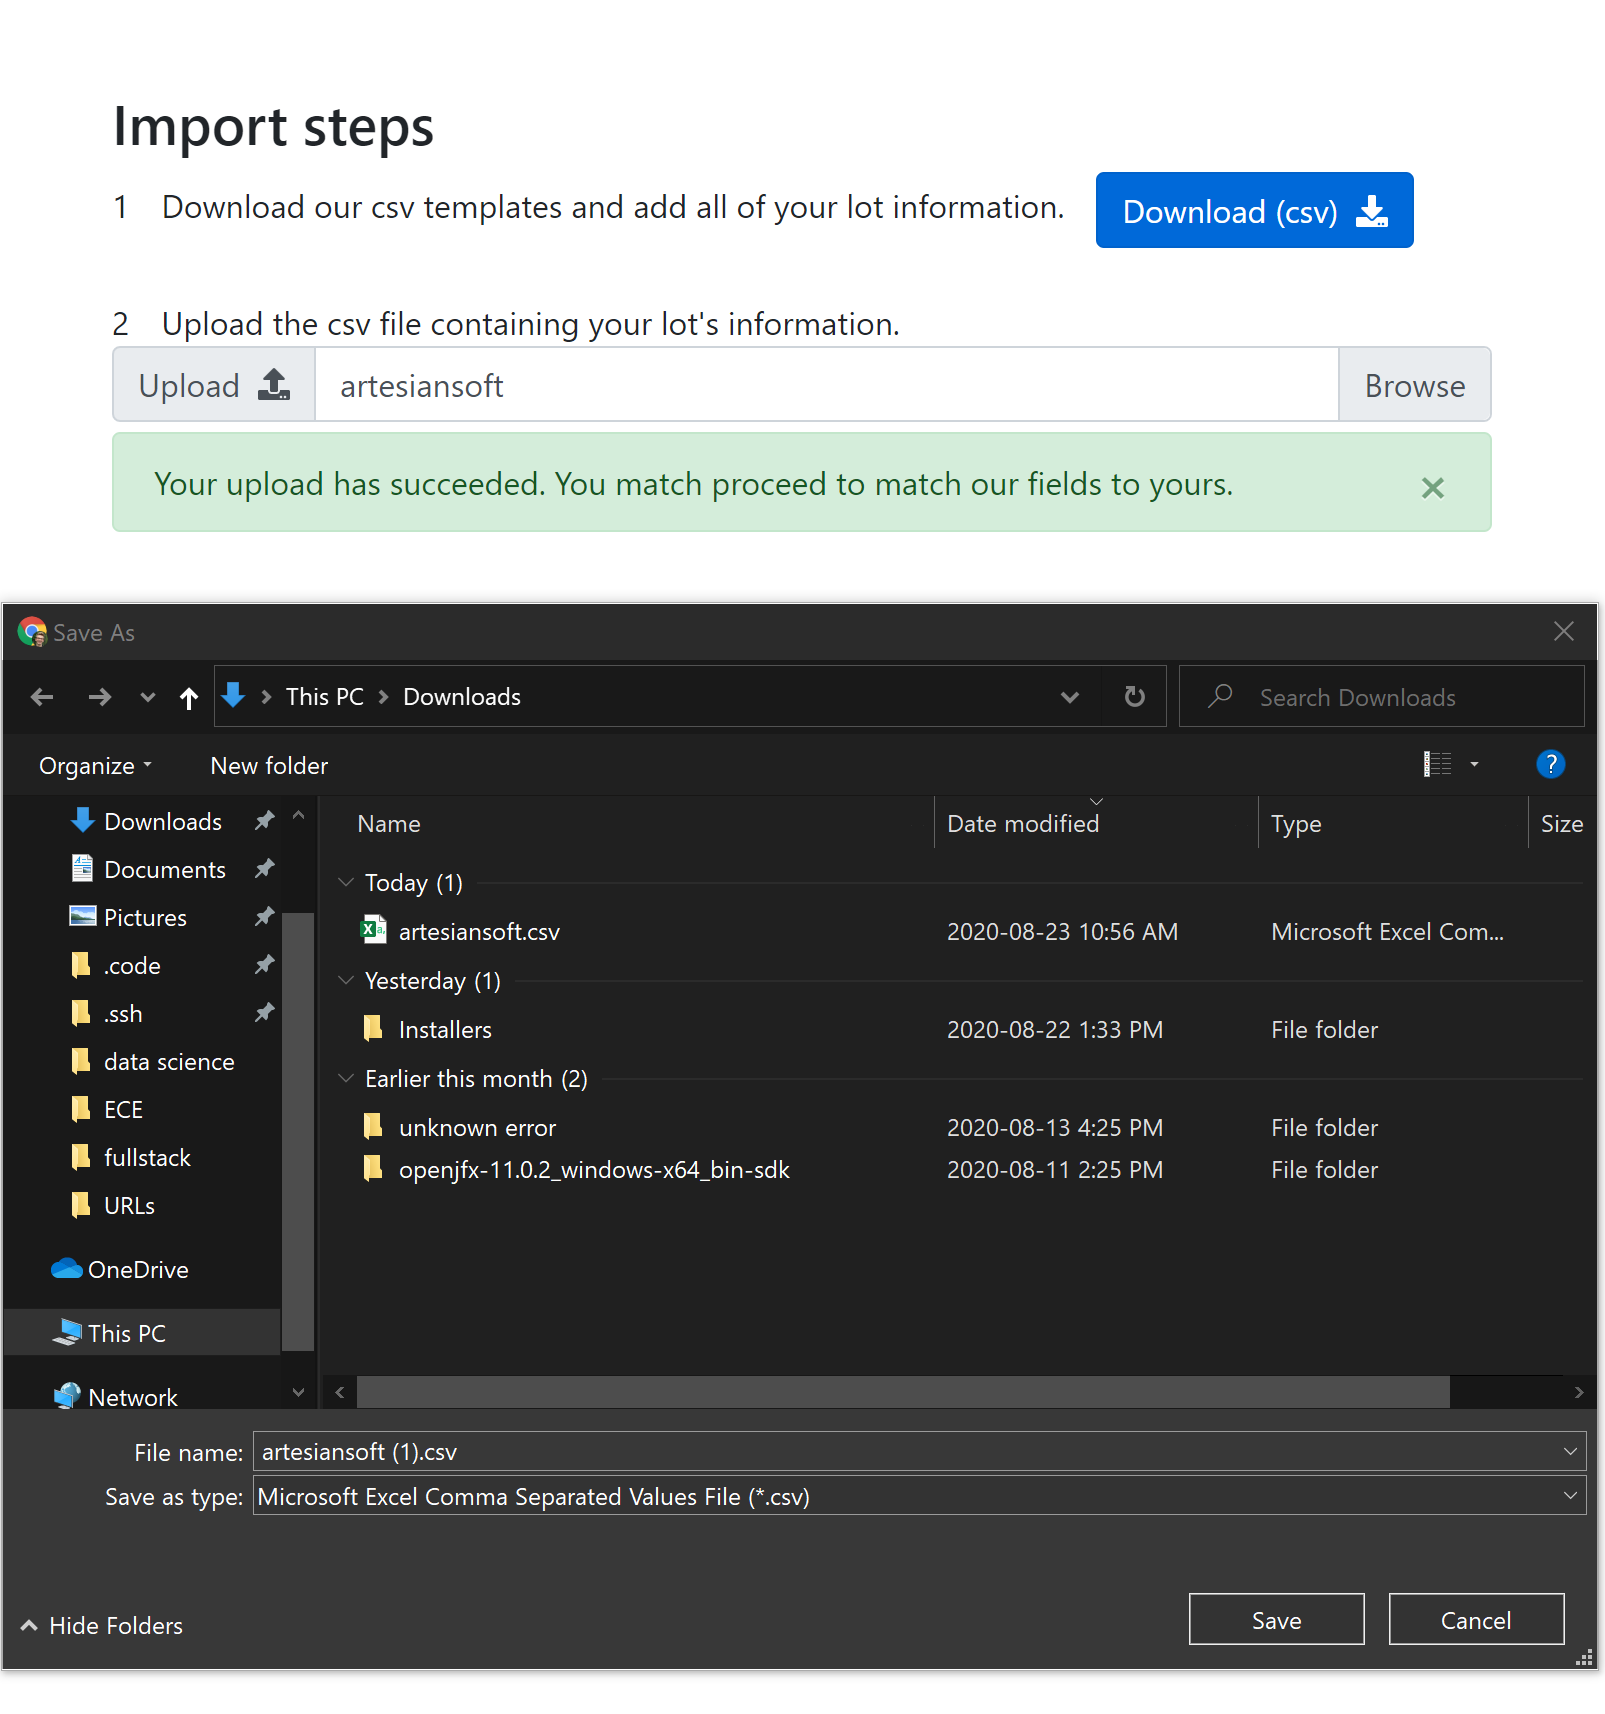 Import steps
1 Download our csv templates and add all of your lot information. Download (csv)
2 Upload the csv file containing your lot's information.
Upload artesiansoft Browse
Your upload has succeeded. You match proceed to match our fields to yours. ×
Save As
This PC > Downloads Search Downloads
Organize New folder ?
Downloads
Documents
Pictures
.code
.ssh
data science
ECE
fullstack
URLs
OneDrive
This PC
Network
Name Date modified Type Size
Today (1)
artesiansoft.csv 2020-08-23 10:56 AM Microsoft Excel Com...
Yesterday (1)
Installers 2020-08-22 1:33 PM File folder
Earlier this month (2)
unknown error 2020-08-13 4:25 PM File folder
openjfx-11.0.2_windows-x64_bin-sdk 2020-08-11 2:25 PM File folder
File name: artesiansoft (1).csv
Save as type: Microsoft Excel Comma Separated Values File (*.csv)
Hide Folders Save Cancel